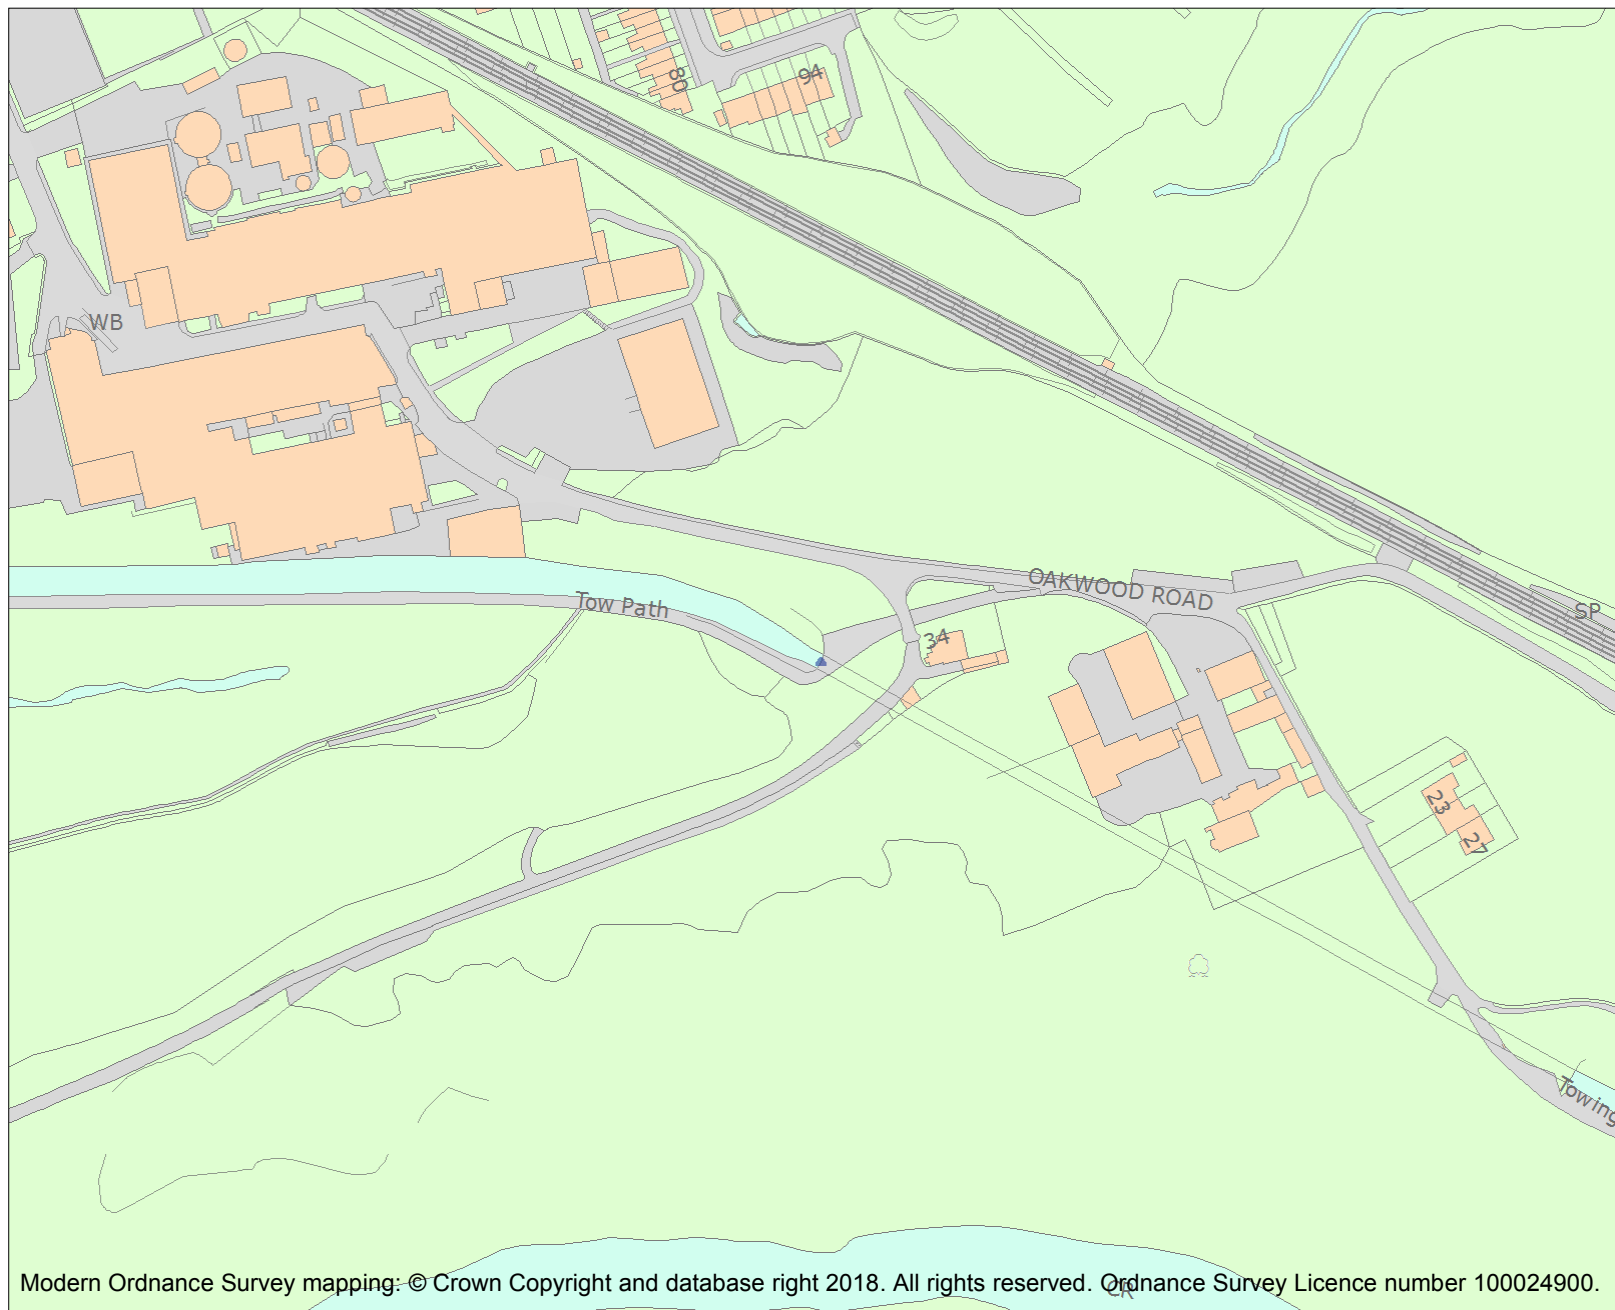 80
94
WB
OAKWOOD ROAD
Tow Path
SP
34
23
27
Towing
CR
Modern Ordnance Survey mapping: © Crown Copyright and database right 2018. All rights reserved. Ordnance Survey Licence number 100024900.